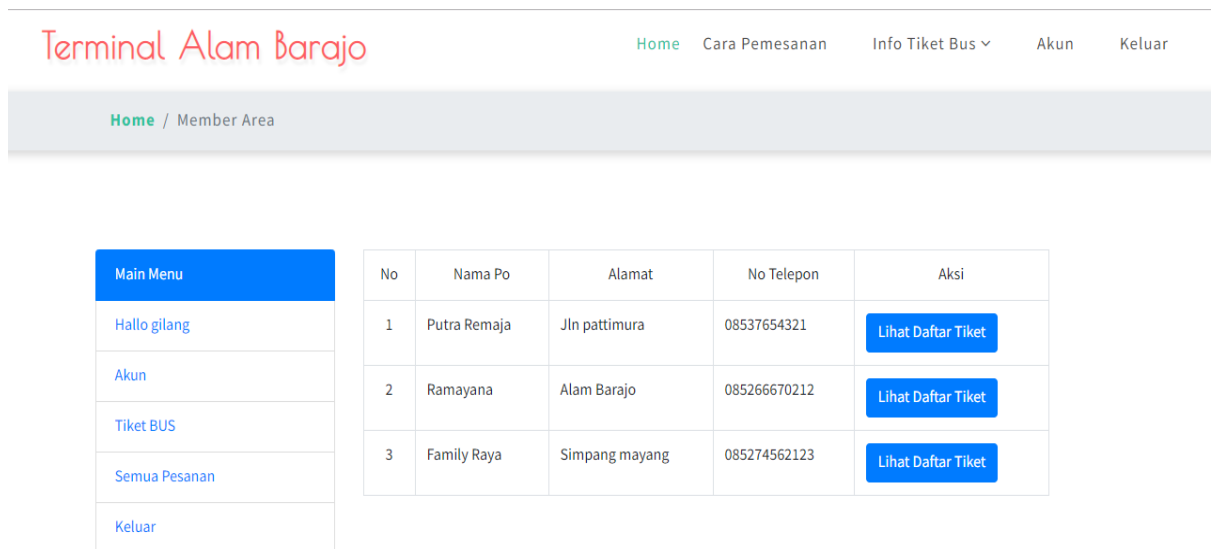 Terminal Alam Barajo
Home Cara Pemesanan Info Tiket Bus Akun Keluar
Home / Member Area
Main Menu
Hallo gilang
Akun
Tiket BUS
Semua Pesanan
Keluar
No Nama Po Alamat No Telepon Aksi
1 Putra Remaja Jln pattimura 08537654321 Lihat Daftar Tiket
2 Ramayana Alam Barajo 085266670212 Lihat Daftar Tiket
3 Family Raya Simpang mayang 085274562123 Lihat Daftar Tiket